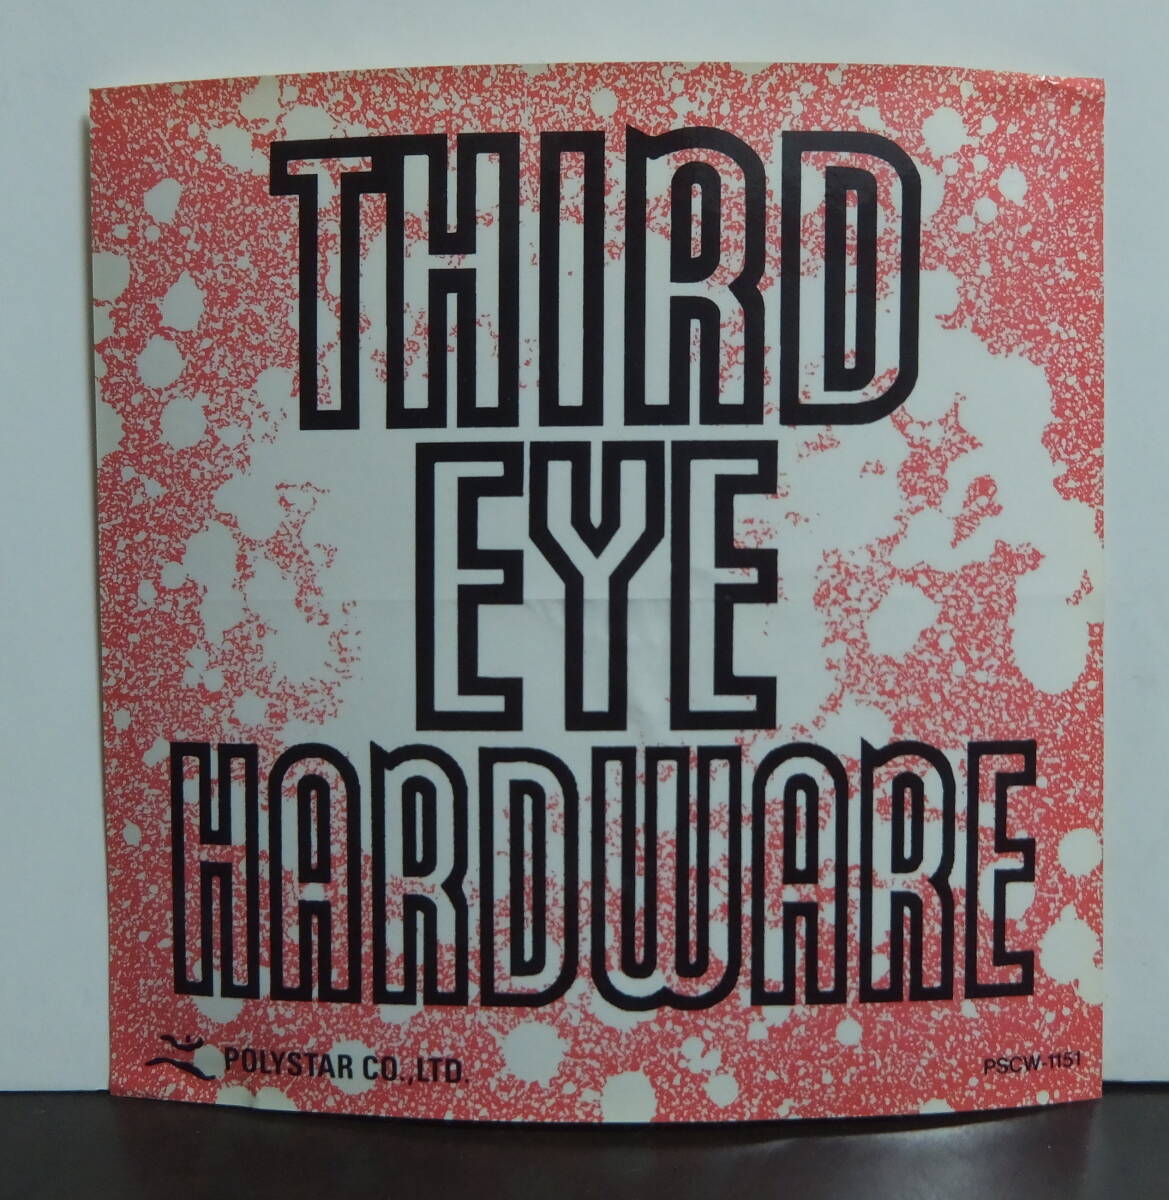 THIRD
EYE
HARDWARE
POLYSTAR CO.,LTD.
PSCW-1151